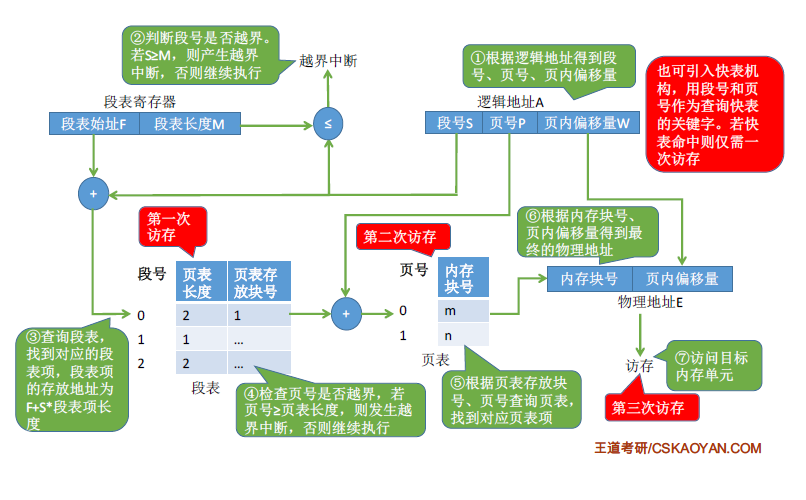 ②判断段号是否越界。
若S≥M，则产生越界
中断，否则继续执行
越界中断
①根据逻辑地址得到段
号、页号、页内偏移量
也可引入快表机
构，用段号和页
号作为查询快表
的关键字。若快
表命中则仅需一
次访存
段表寄存器
段表始址F
段表长度M
≤
逻辑地址A
段号S
页号P
页内偏移量W
+
第一次
访存
第二次访存
⑥根据内存块号、
页内偏移量得到最
终的物理地址
段号
页表
长度
页表存
放块号
0
2
1
1
1
...
2
2
...
段表
+
页号
内存
块号
0
m
1
n
页表
内存块号
页内偏移量
物理地址E
③查询段表，
找到对应的段
表项，段表项
的存放地址为
F+S*段表项长
度
④检查页号是否越界，若
页号≥页表长度，则发生越
界中断，否则继续执行
⑤根据页表存放块
号、页号查询页表，
找到对应页表项
访存
⑦访问目标
内存单元
第三次访存
王道考研/CSKAOYAN.COM